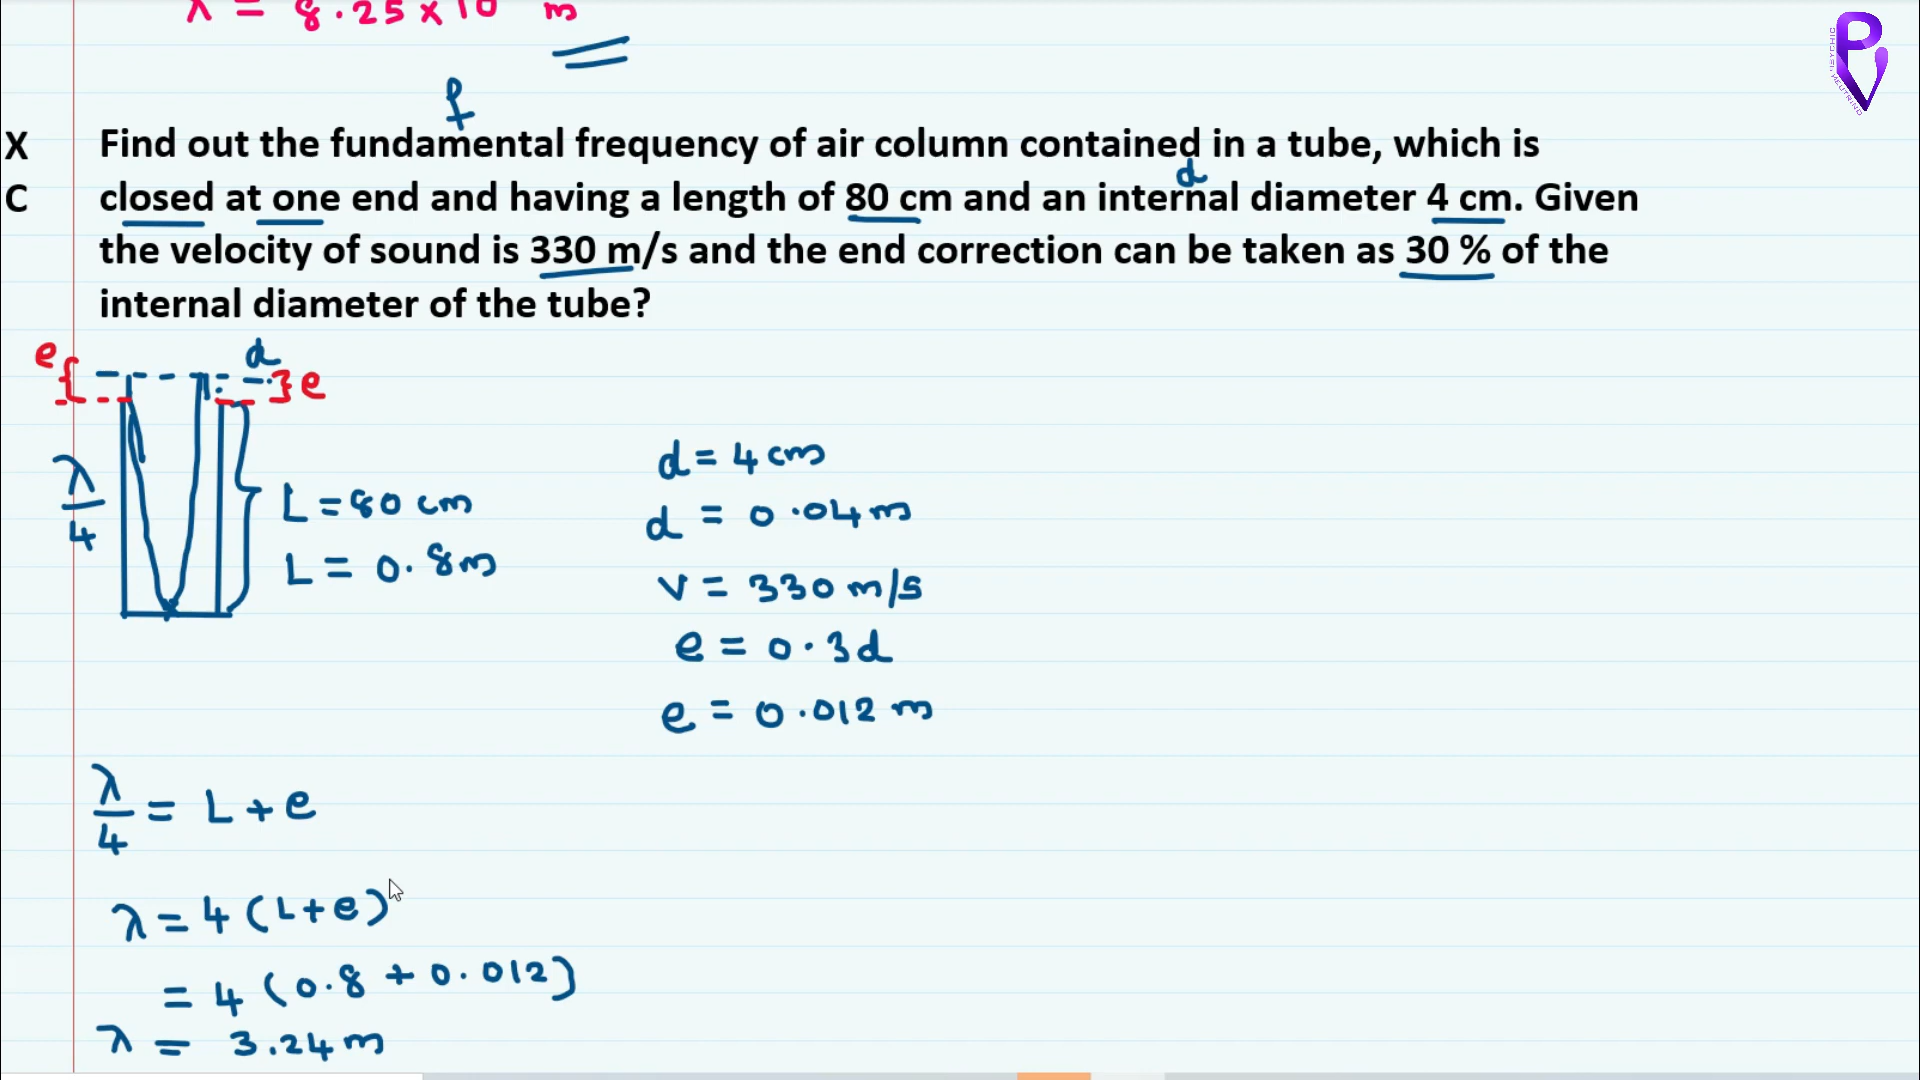 λ = 8.25 x 10 m
f
X Find out the fundamental frequency of air column contained in a tube, which is
d
C closed at one end and having a length of 80 cm and an internal diameter 4 cm. Given
the velocity of sound is 330 m/s and the end correction can be taken as 30 % of the
internal diameter of the tube?
e d e
λ/4
L = 80 cm
L = 0.8m
d = 4 cm
d = 0.04 m
v = 330 m/s
e = 0.3d
e = 0.012 m
λ/4 = L + e
λ = 4 (L+e)
= 4 (0.8 + 0.012)
λ = 3.24 m
PSYCHIC
NEUTRINO